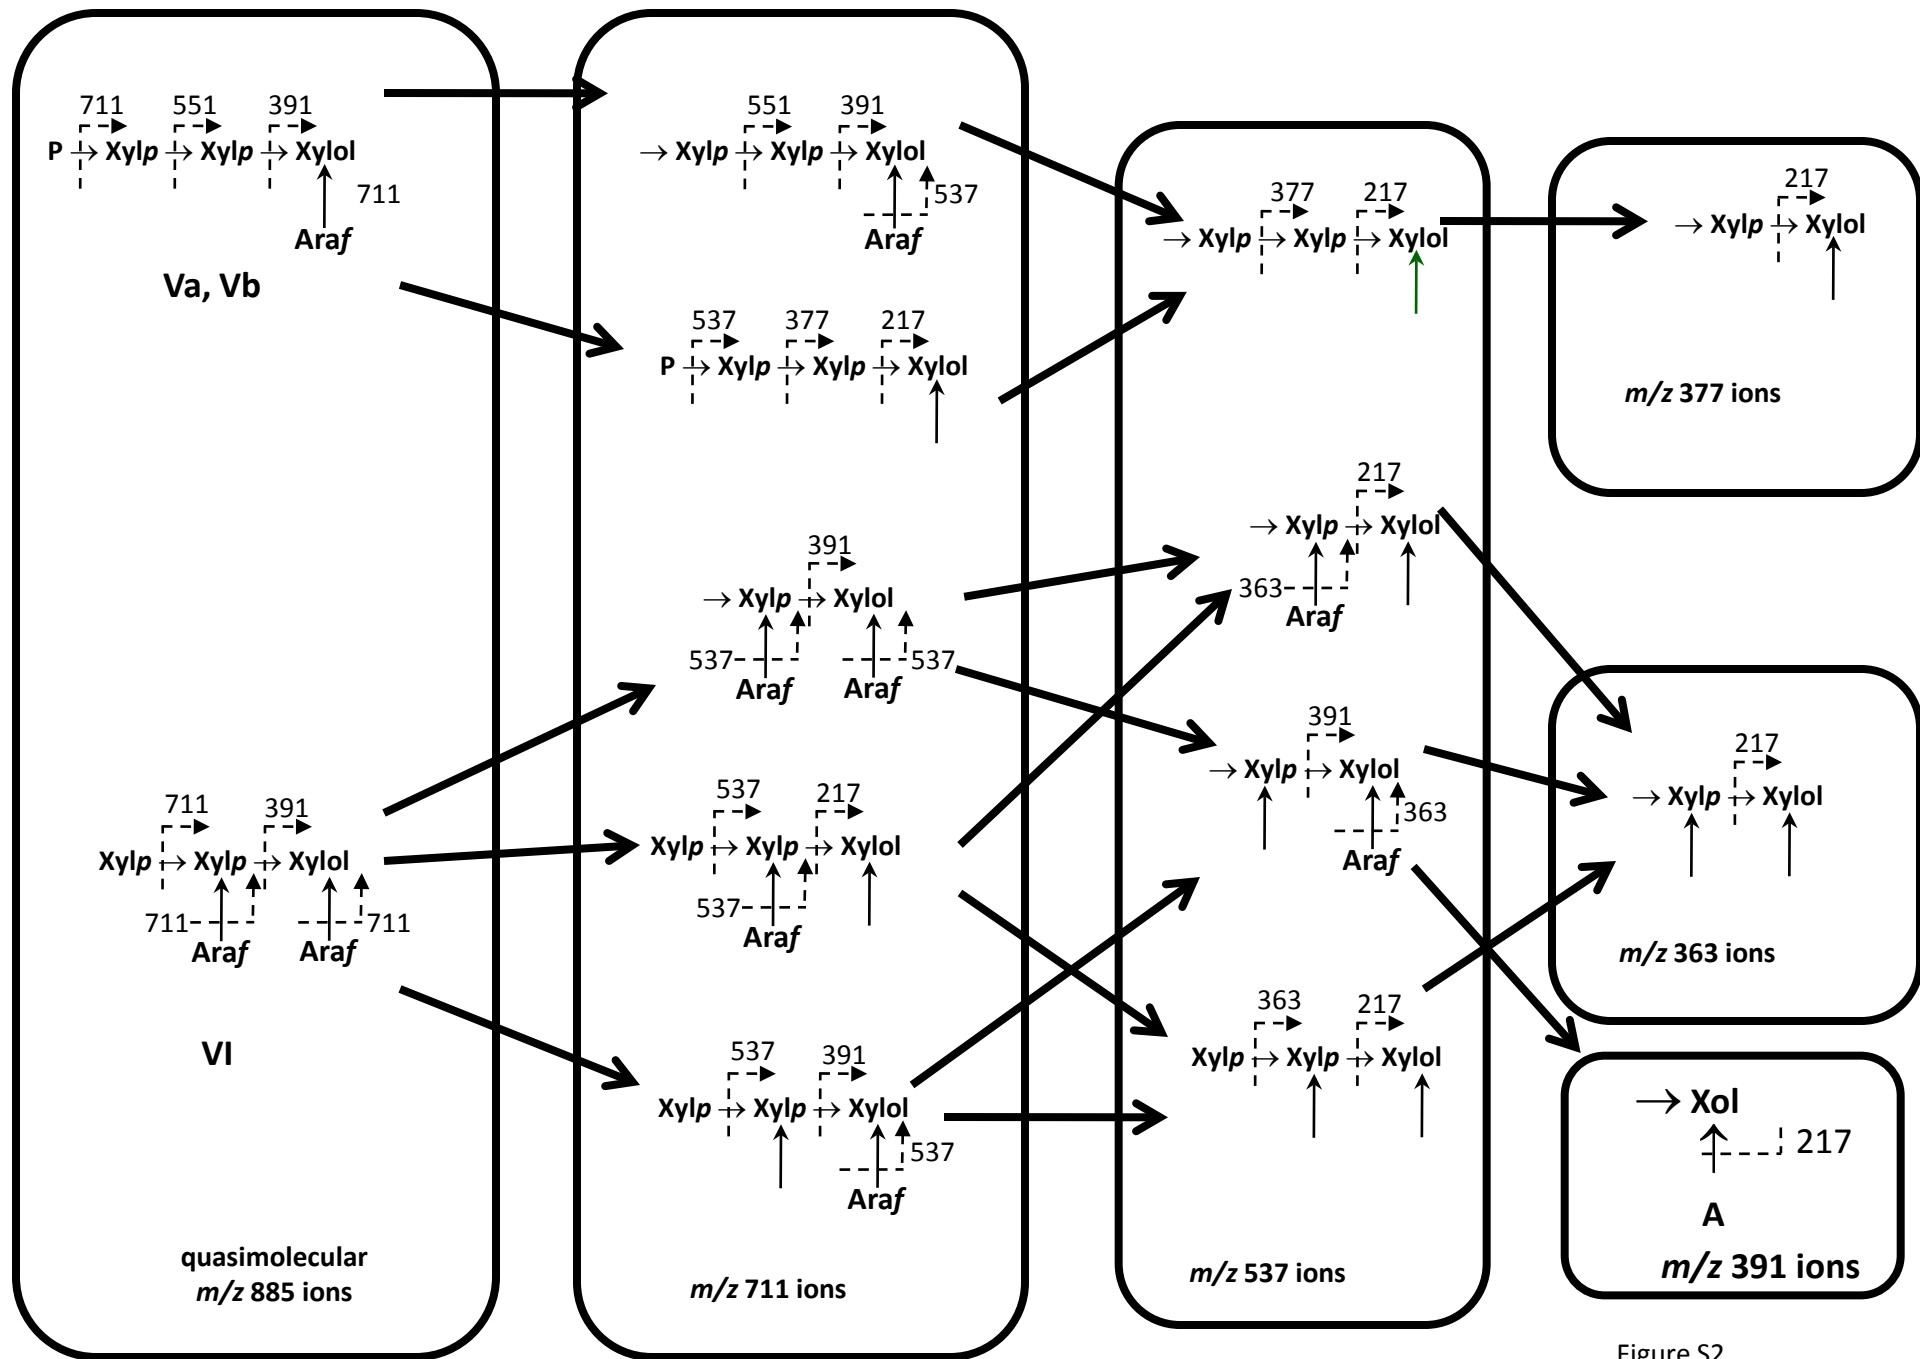 711 551 391
P → Xylp → Xylp → Xylol
711
Araf
Va, Vb
711 391
Xylp → Xylp → Xylol
711 711
Araf Araf
VI
quasimolecular
m/z 885 ions
551 391
→ Xylp → Xylp → Xylol
537
Araf
537 377 217
P → Xylp → Xylp → Xylol
391
→ Xylp → Xylol
537 537
Araf Araf
537 217
Xylp → Xylp → Xylol
537
Araf
537 391
Xylp → Xylp → Xylol
537
Araf
m/z 711 ions
377 217
→ Xylp → Xylp → Xylol
217
→ Xylp → Xylol
363
Araf
391
→ Xylp → Xylol
363
Araf
363 217
Xylp → Xylp → Xylol
m/z 537 ions
217
→ Xylp → Xylol
m/z 377 ions
217
→ Xylp → Xylol
m/z 363 ions
→ Xol
217
A
m/z 391 ions
Figure S2